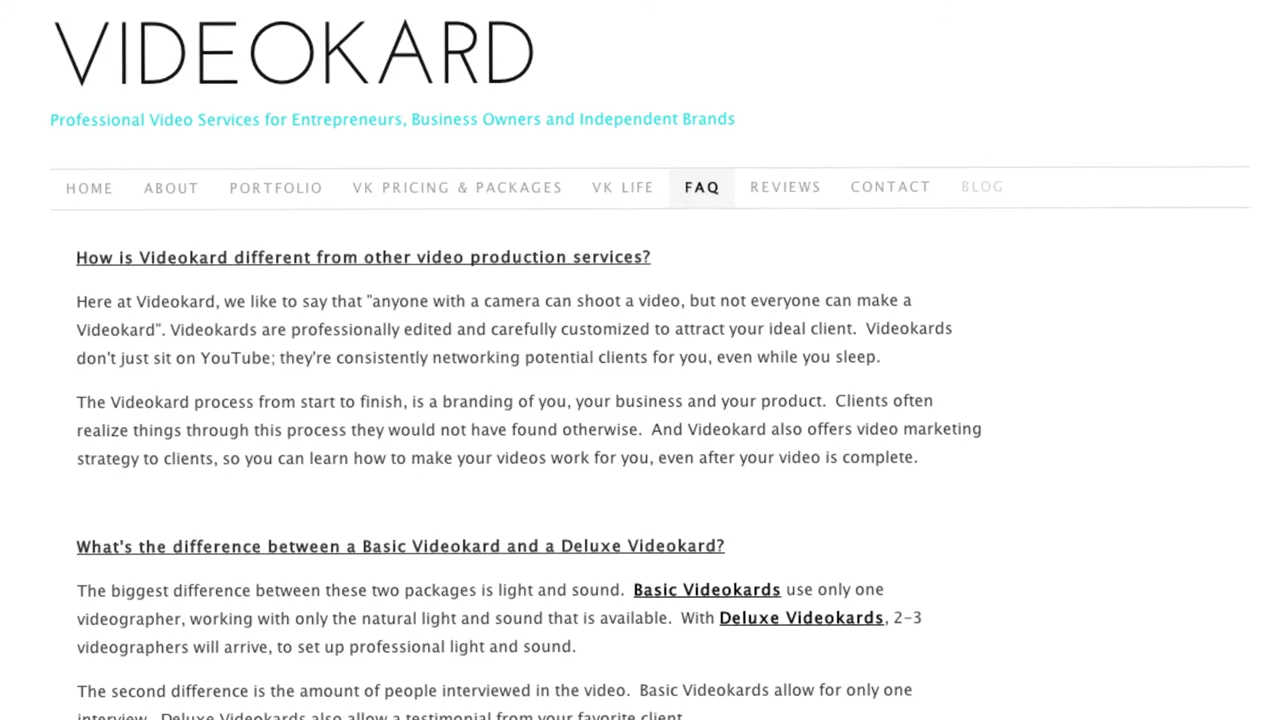 VIDEOKARD
Professional Video Services for Entrepreneurs, Business Owners and Independent Brands
HOME ABOUT PORTFOLIO VK PRICING & PACKAGES VK LIFE FAQ REVIEWS CONTACT BLOG
How is Videokard different from other video production services?
Here at Videokard, we like to say that "anyone with a camera can shoot a video, but not everyone can make a
Videokard". Videokards are professionally edited and carefully customized to attract your ideal client.  Videokards
don't just sit on YouTube; they're consistently networking potential clients for you, even while you sleep.
The Videokard process from start to finish, is a branding of you, your business and your product.  Clients often
realize things through this process they would not have found otherwise.  And Videokard also offers video marketing
strategy to clients, so you can learn how to make your videos work for you, even after your video is complete.
What's the difference between a Basic Videokard and a Deluxe Videokard?
The biggest difference between these two packages is light and sound.  Basic Videokards use only one
videographer, working with only the natural light and sound that is available.  With Deluxe Videokards, 2-3
videographers will arrive, to set up professional light and sound.
The second difference is the amount of people interviewed in the video.  Basic Videokards allow for only one
interview.  Deluxe Videokards also allow a testimonial from your favorite client.